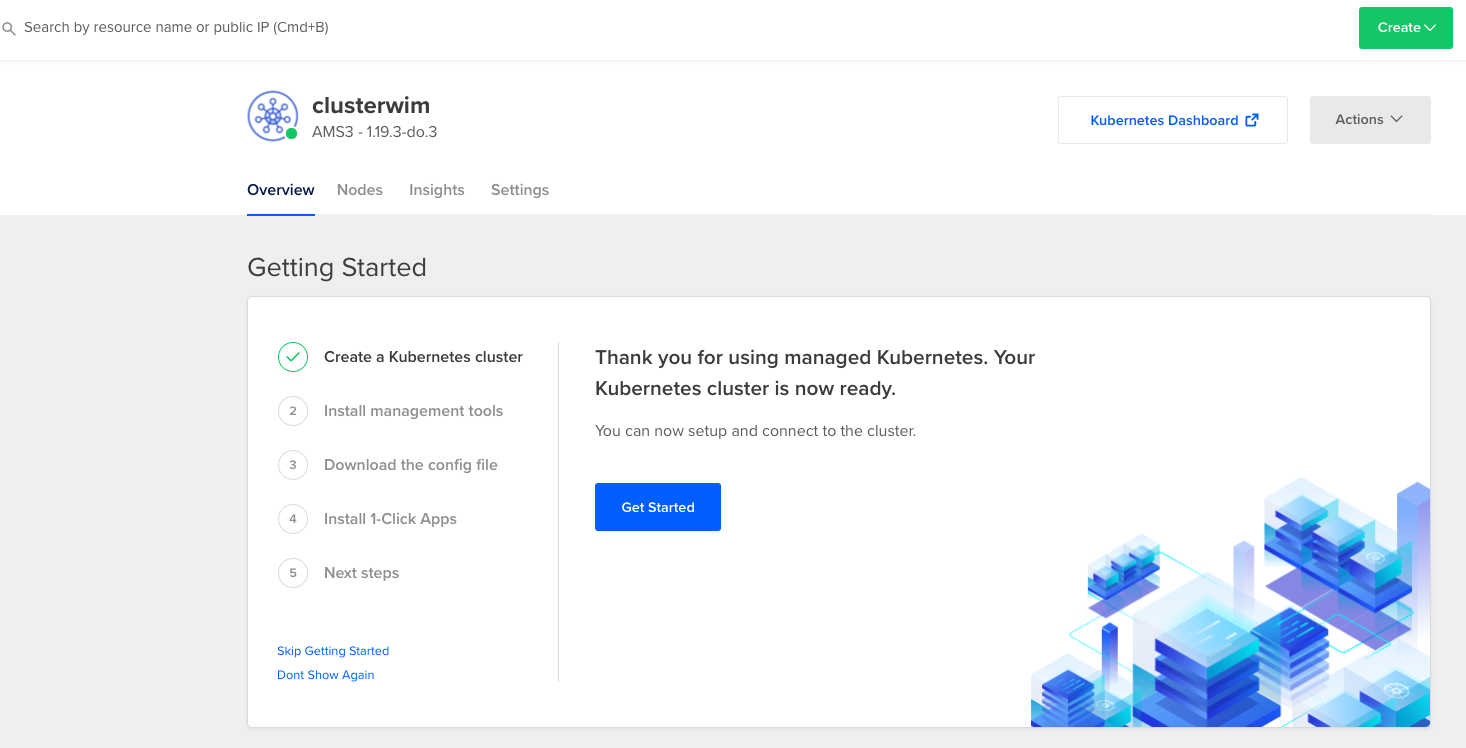 Search by resource name or public IP (Cmd+B)
Create
clusterwim
AMS3 - 1.19.3-do.3
Kubernetes Dashboard
Actions
Overview
Nodes
Insights
Settings
Getting Started
Create a Kubernetes cluster
2
Install management tools
3
Download the config file
4
Install 1-Click Apps
5
Next steps
Skip Getting Started
Dont Show Again
Thank you for using managed Kubernetes. Your
Kubernetes cluster is now ready.
You can now setup and connect to the cluster.
Get Started